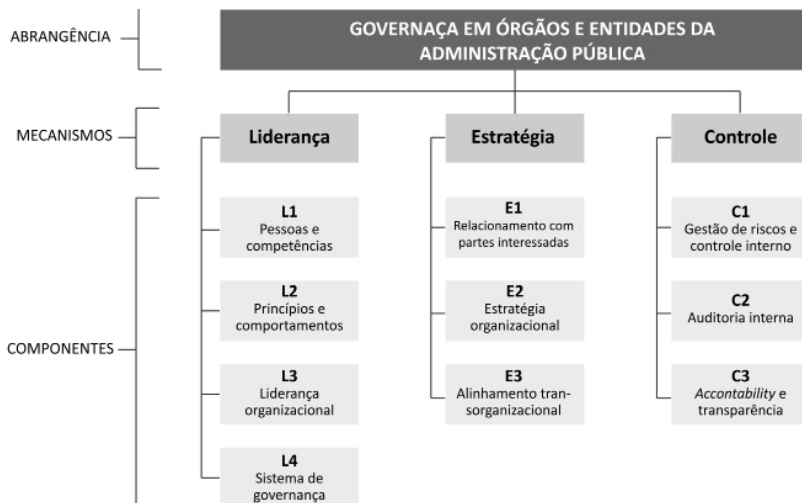 ABRANGÊNCIA
GOVERNAÇA EM ÓRGÃOS E ENTIDADES DA
ADMINISTRAÇÃO PÚBLICA
MECANISMOS
Liderança
Estratégia
Controle
COMPONENTES
L1
Pessoas e
competências
L2
Princípios e
comportamentos
L3
Liderança
organizacional
L4
Sistema de
governança
E1
Relacionamento com
partes interessadas
E2
Estratégia
organizacional
E3
Alinhamento tran-
sorganizacional
C1
Gestão de riscos e
controle interno
C2
Auditoria interna
C3
Accontability e
transparência